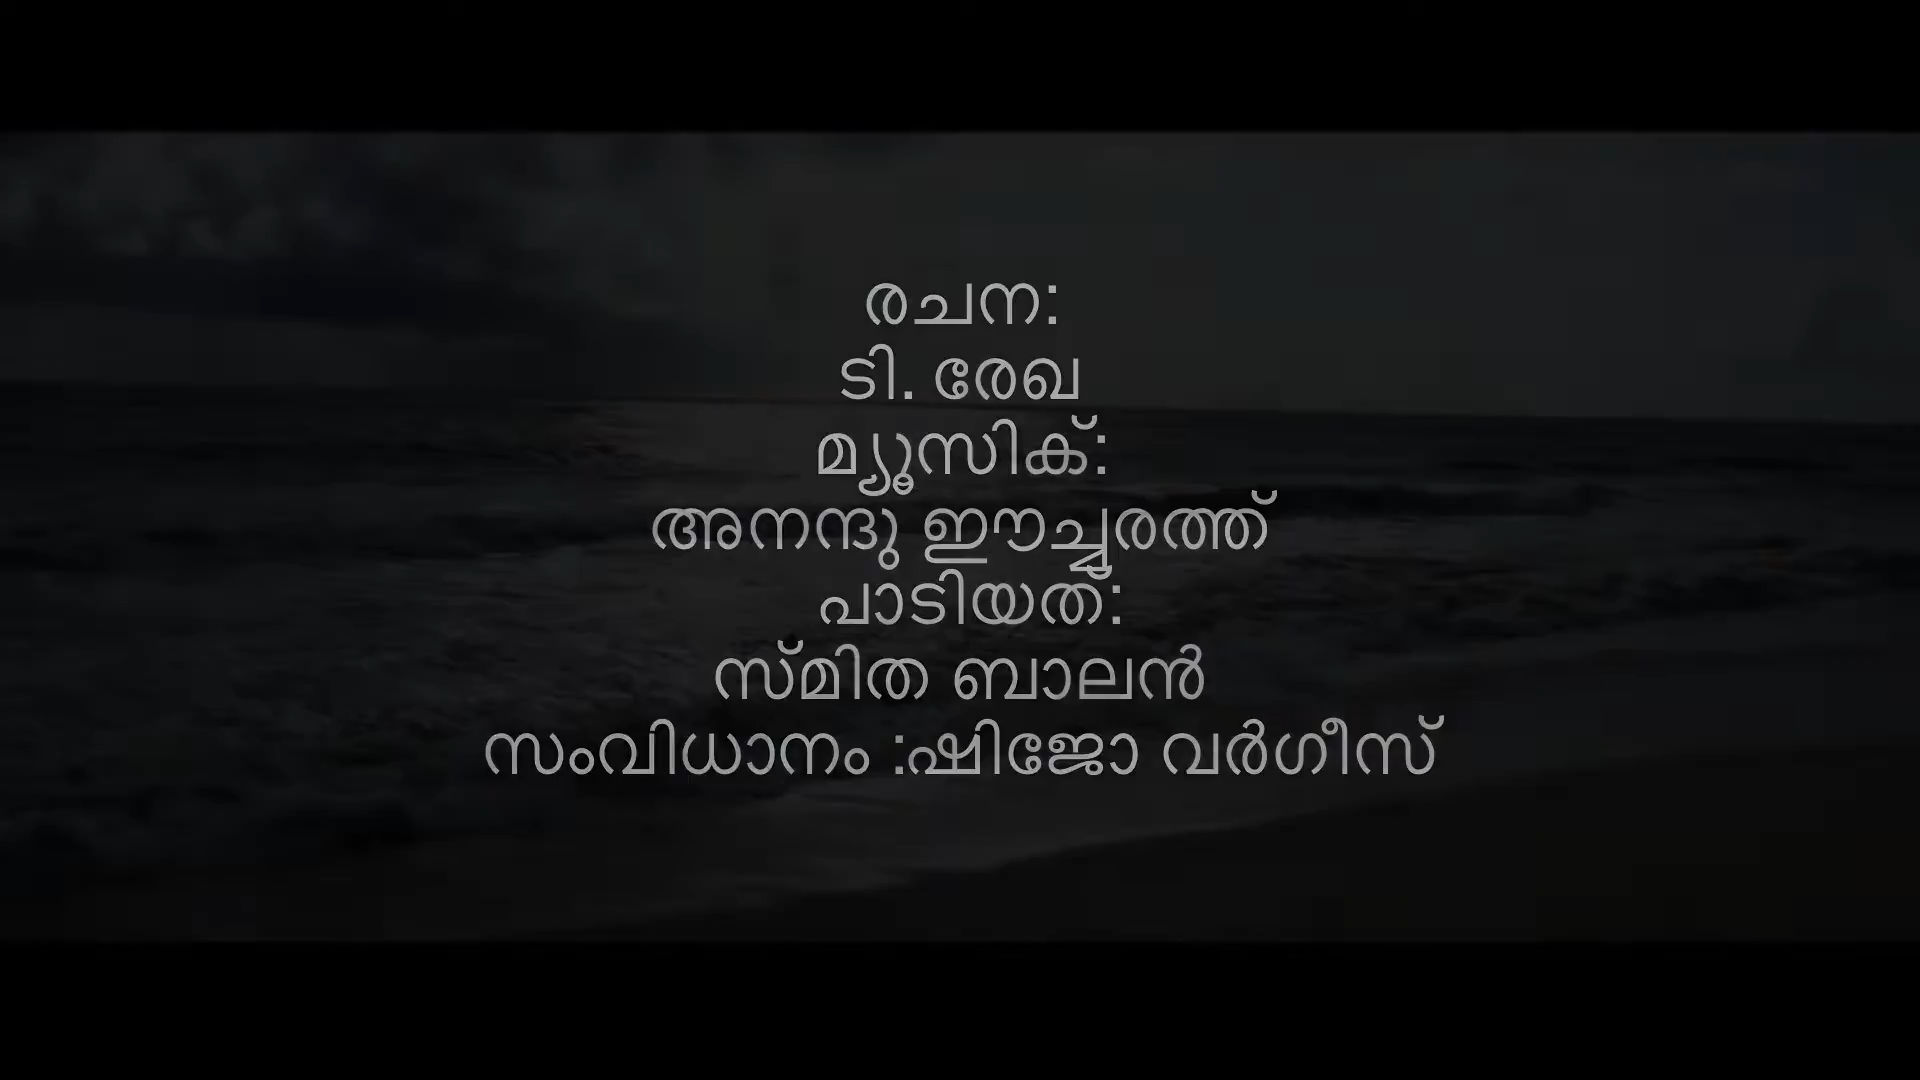 രചന:
ടി. രേഖ
മ്യൂസിക്:
അനന്ദു ഈച്ചരത്ത്
പാടിയത്:
സ്മിത ബാലൻ
സംവിധാനം :ഷിജോ വർഗീസ്